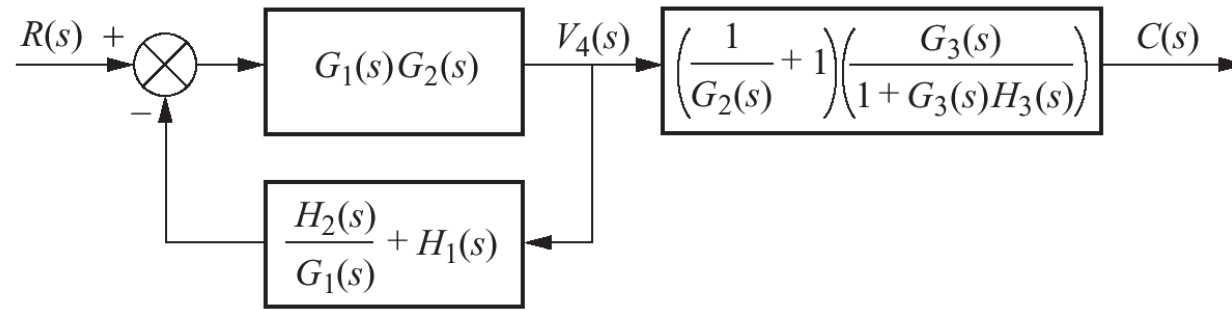 R(s) +
−
G₁(s)G₂(s)
V₄(s)
(1/G₂(s) + 1)(G₃(s)/(1 + G₃(s)H₃(s)))
C(s)
H₂(s)/G₁(s) + H₁(s)